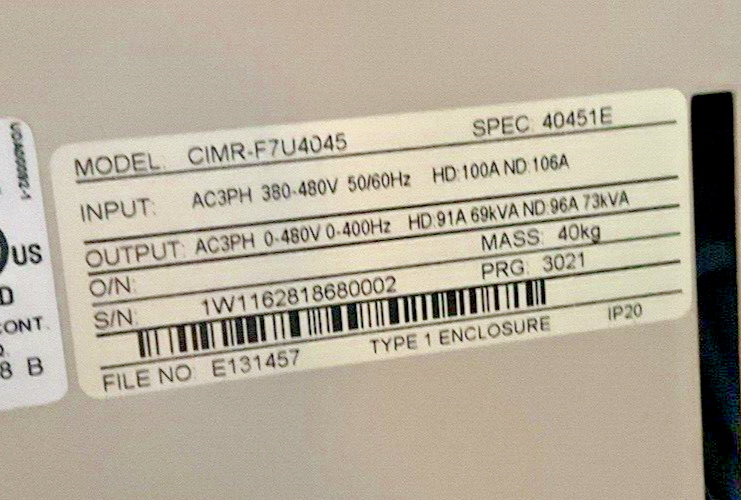 MODEL: CIMR-F7U4045 SPEC: 40451E
INPUT: AC3PH 380-480V 50/60Hz HD:100A ND:106A
OUTPUT: AC3PH 0-480V 0-400Hz HD:91A 69kVA ND:96A 73kVA
O/N: MASS: 40kg
S/N: 1W1162818680002 PRG: 3021
FILE NO: E131457 TYPE 1 ENCLOSURE IP20
US
D
CONT.
8 B